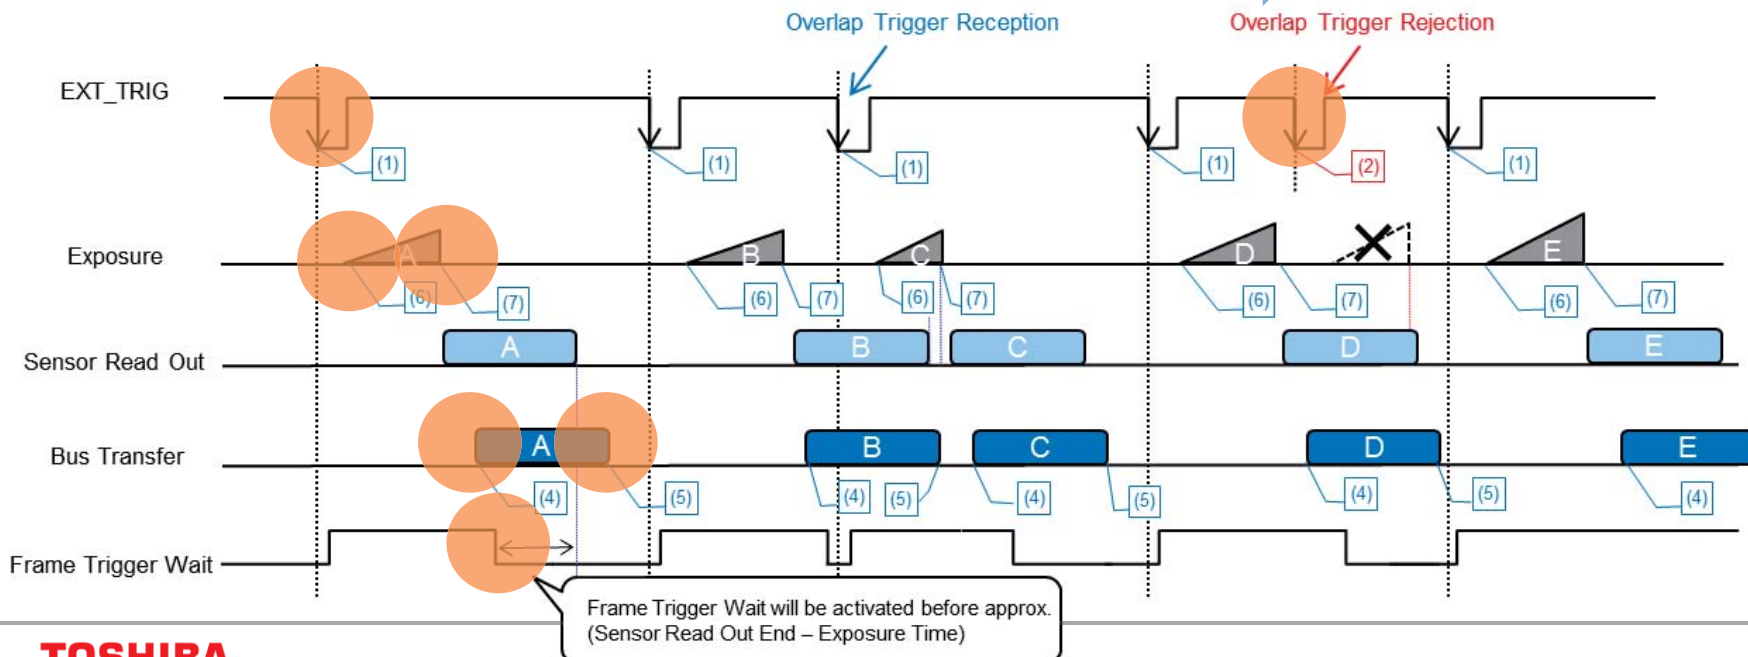 Overlap Trigger Reception
Overlap Trigger Rejection
EXT_TRIG
(1)
(1)
(1)
(1)
(2)
(1)
Exposure
A
B
C
D
E
(6)
(7)
(6)
(7)
(6)
(7)
(6)
(7)
(6)
(7)
Sensor Read Out
A
B
C
D
E
Bus Transfer
A
B
C
D
E
(4)
(5)
(4)
(5)
(4)
(5)
(4)
(5)
(4)
Frame Trigger Wait
Frame Trigger Wait will be activated before approx.
(Sensor Read Out End – Exposure Time)
TOSHIBA